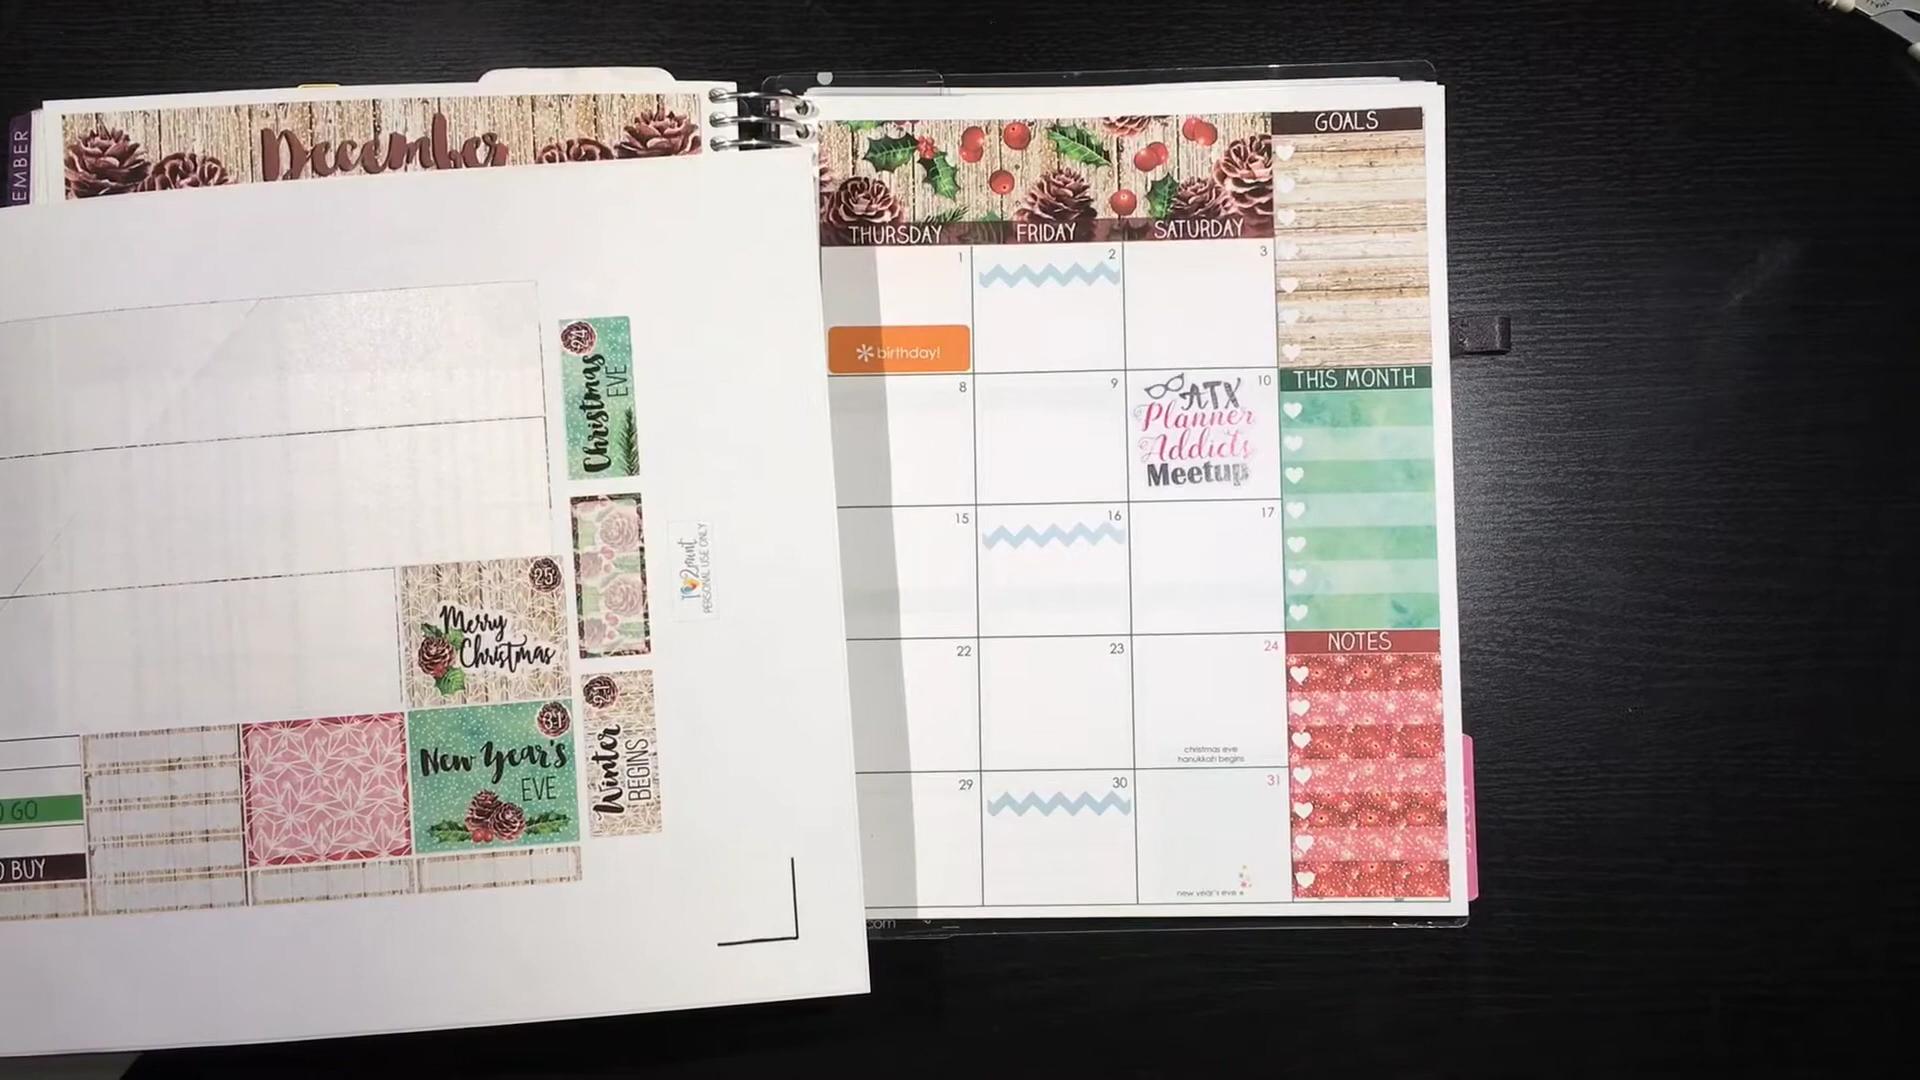 EMBER
December
24
Christmas
EVE
PERSONAL USE ONLY
25
Merry
Christmas
31
New Year's
EVE
21
Winter
BEGINS
O GO
O BUY
THURSDAY FRIDAY SATURDAY
1 2 3
birthday!
8 9 10
ATX
Planner
Addicts
Meetup
15 16 17
22 23 24
christmas eve
hanukkah begins
29 30 31
new year's eve
.com
GOALS
THIS MONTH
NOTES